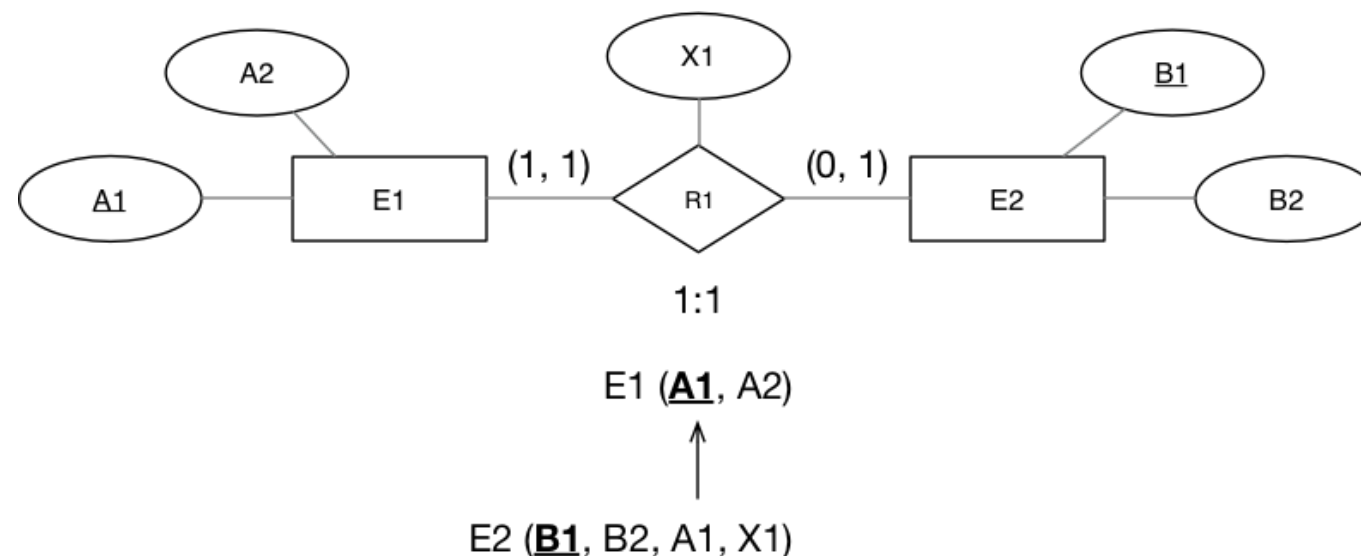 X1
A2
B1
(1, 1)
(0, 1)
A1
E1
R1
E2
B2
1:1
E1 (A1, A2)
E2 (B1, B2, A1, X1)